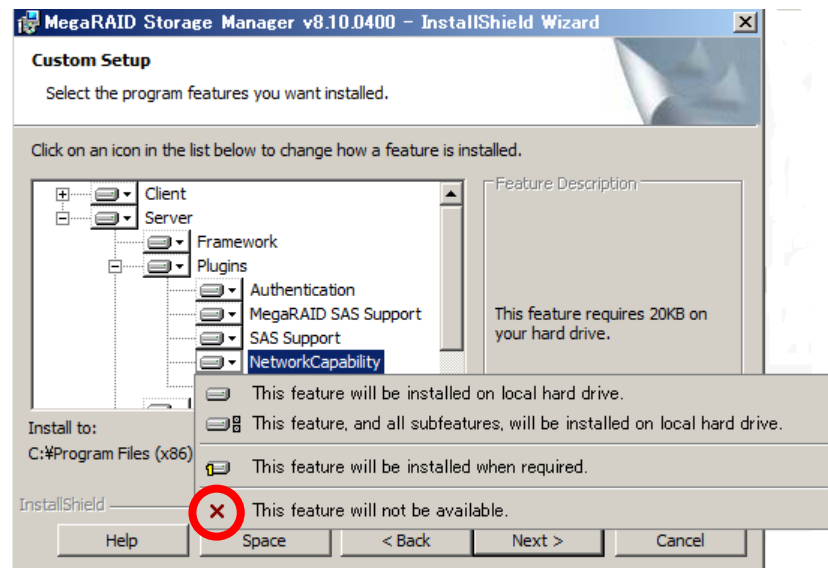 MegaRAID Storage Manager v8.10.0400 - InstallShield Wizard
Custom Setup
Select the program features you want installed.
Click on an icon in the list below to change how a feature is installed.
Client
Server
Framework
Plugins
Authentication
MegaRAID SAS Support
SAS Support
NetworkCapability
Feature Description
This feature requires 20KB on
your hard drive.
This feature will be installed on local hard drive.
This feature, and all subfeatures, will be installed on local hard drive.
This feature will be installed when required.
This feature will not be available.
Install to:
C:¥Program Files (x86)
InstallShield
Help
Space
< Back
Next >
Cancel